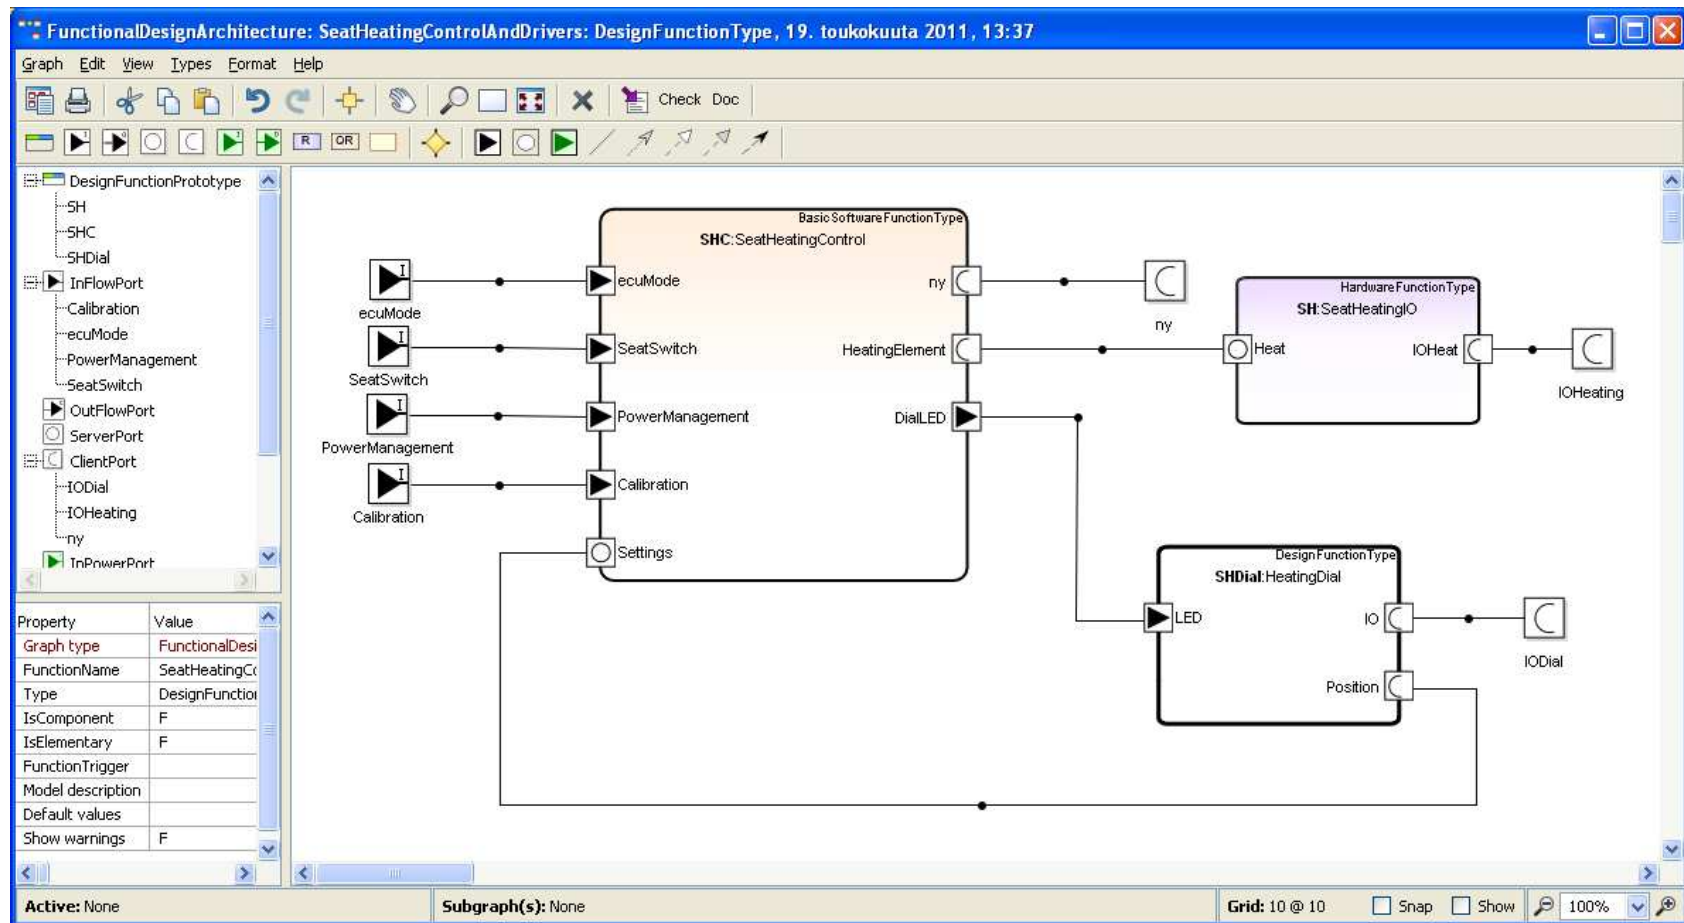 FunctionalDesignArchitecture: SeatHeatingControlAndDrivers: DesignFunctionType, 19. toukokuuta 2011, 13:37
Graph Edit View Types Format Help
Check Doc
R OR
DesignFunctionPrototype
SH
SHC
SHDial
InFlowPort
Calibration
ecuMode
PowerManagement
SeatSwitch
OutFlowPort
ServerPort
ClientPort
IODial
IOHeating
ny
InPowerPort
Property Value
Graph type FunctionalDesi
FunctionName SeatHeatingCo
Type DesignFunction
IsComponent F
IsElementary F
FunctionTrigger
Model description
Default values
Show warnings F
I
ecuMode
I
SeatSwitch
I
PowerManagement
I
Calibration
BasicSoftwareFunctionType
SHC:SeatHeatingControl
ecuMode
SeatSwitch
PowerManagement
Calibration
Settings
ny
HeatingElement
DialLED
ny
HardwareFunctionType
SH:SeatHeatingIO
Heat
IOHeat
IOHeating
DesignFunctionType
SHDial:HeatingDial
LED
IO
Position
IODial
Active: None
Subgraph(s): None
Grid: 10 @ 10 Snap Show 100%